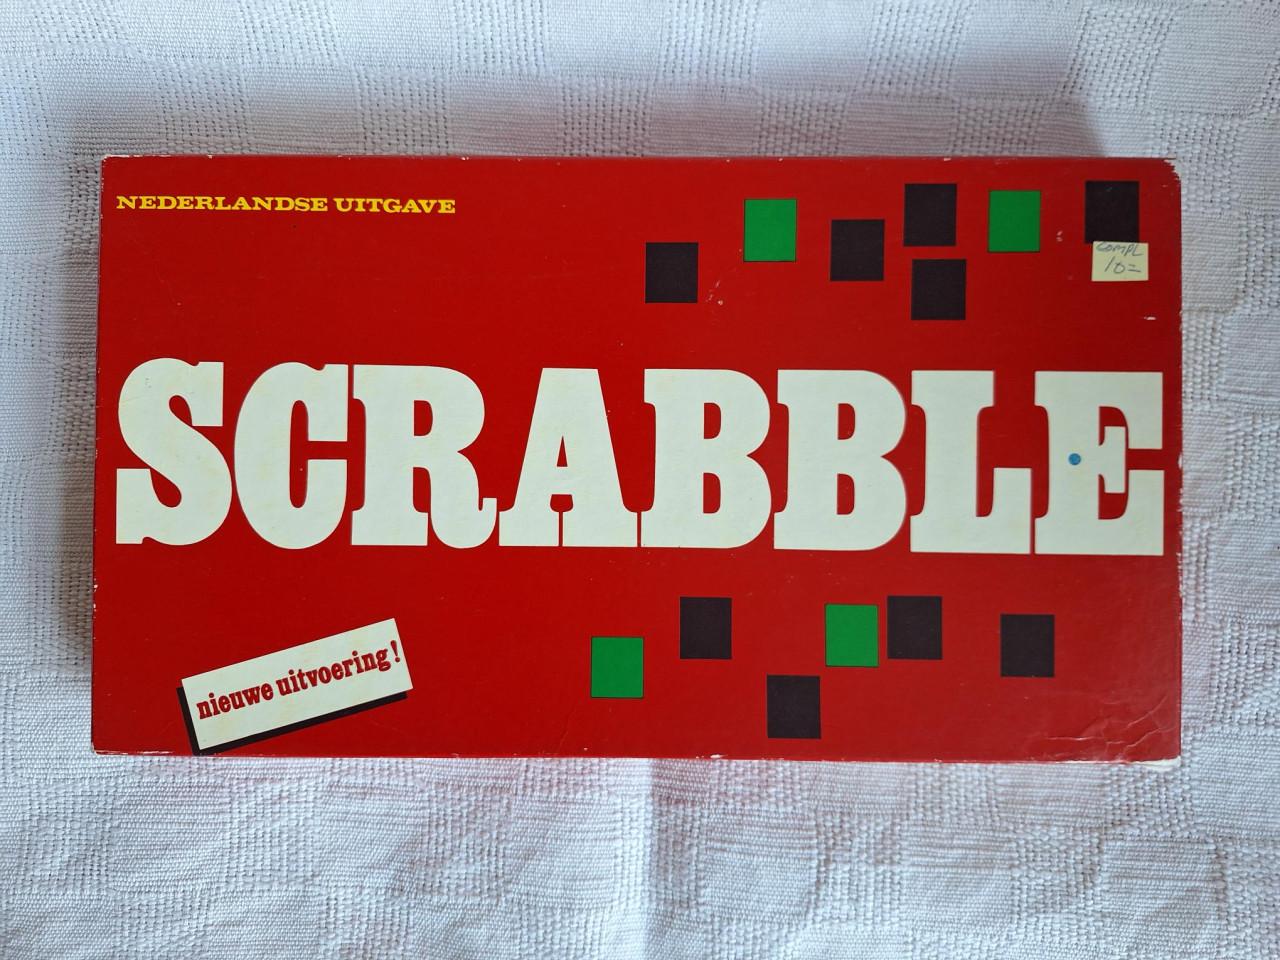 NEDERLANDSE UITGAVE
COMPL
10=
SCRABBLE
nieuwe uitvoering!